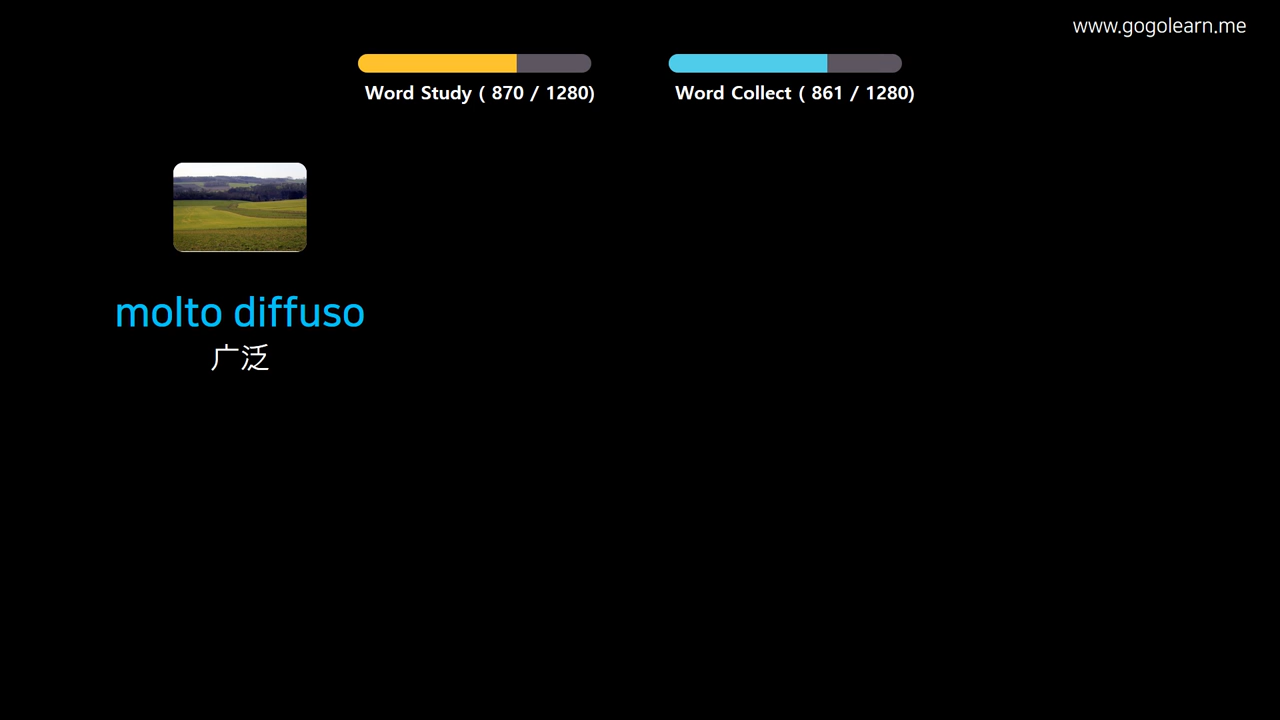 www.gogolearn.me
Word Study ( 870 / 1280)
Word Collect ( 861 / 1280)
molto diffuso
广泛